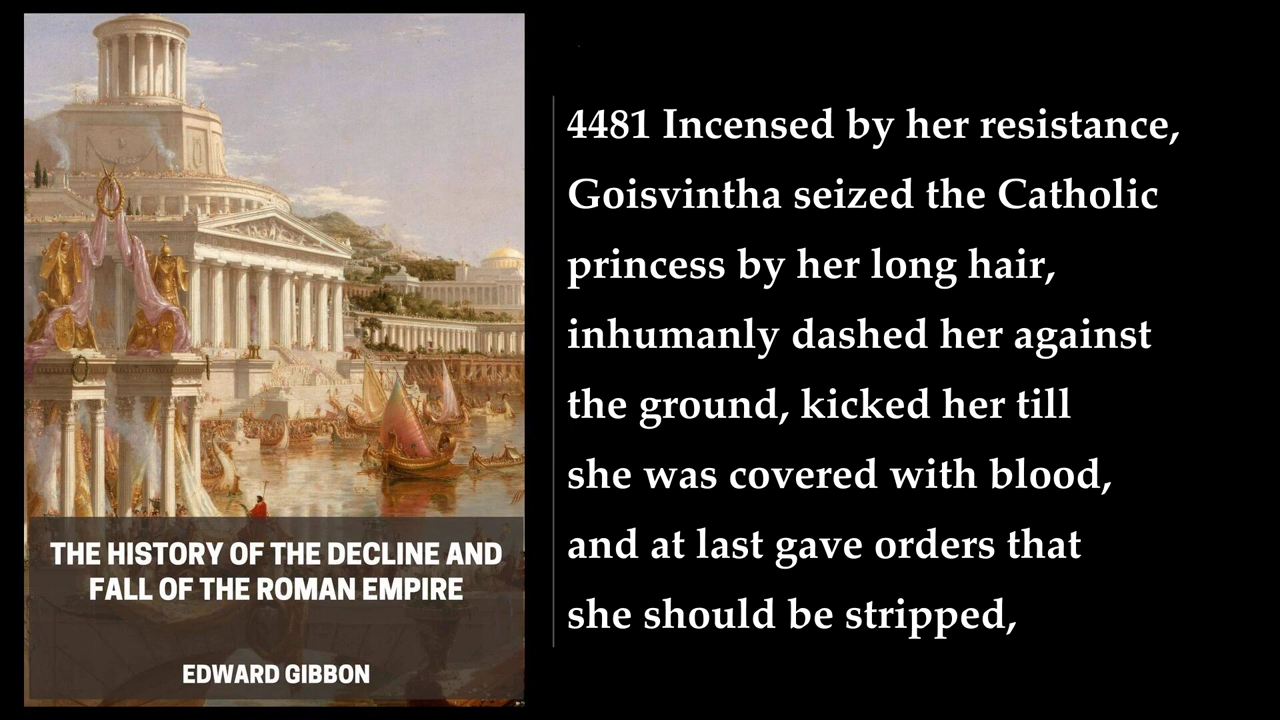 THE HISTORY OF THE DECLINE AND
FALL OF THE ROMAN EMPIRE
EDWARD GIBBON
4481 Incensed by her resistance,
Goisvintha seized the Catholic
princess by her long hair,
inhumanly dashed her against
the ground, kicked her till
she was covered with blood,
and at last gave orders that
she should be stripped,